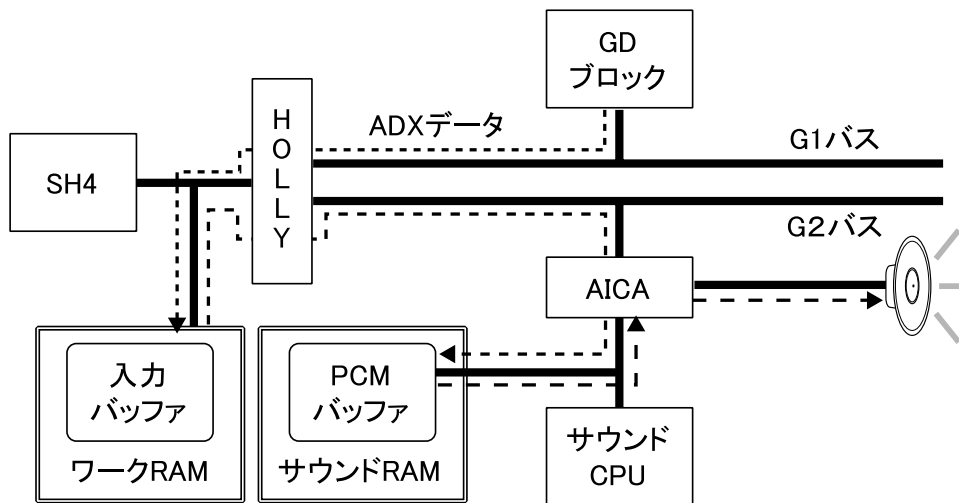 GD
ブロック
HOLLY
ADXデータ
G1バス
SH4
G2バス
AICA
入力
バッファ
ワークRAM
PCM
バッファ
サウンドRAM
サウンド
CPU